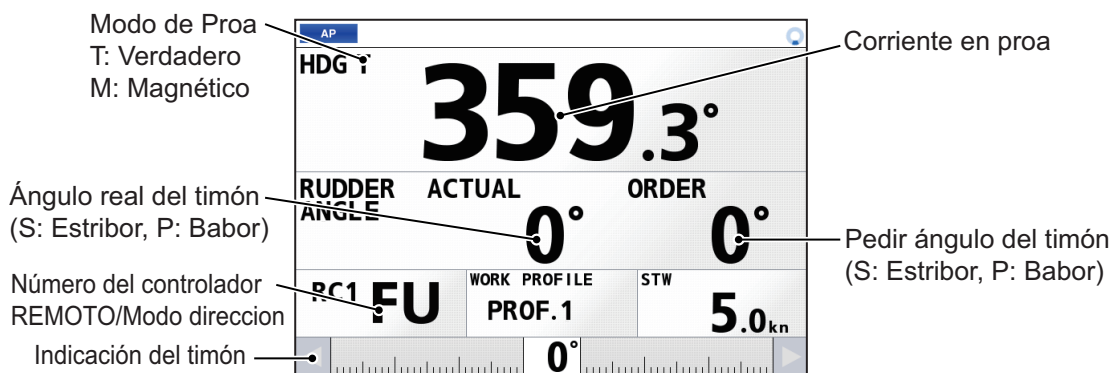 Modo de Proa
T: Verdadero
M: Magnético
AP
HDG T
359.3°
Corriente en proa
RUDDER ANGLE
ACTUAL
0°
ORDER
0°
Ángulo real del timón
(S: Estribor, P: Babor)
Pedir ángulo del timón
(S: Estribor, P: Babor)
Número del controlador
REMOTO/Modo direccion
RC1 FU
WORK PROFILE
PROF.1
STW
5.0kn
Indicación del timón
0°